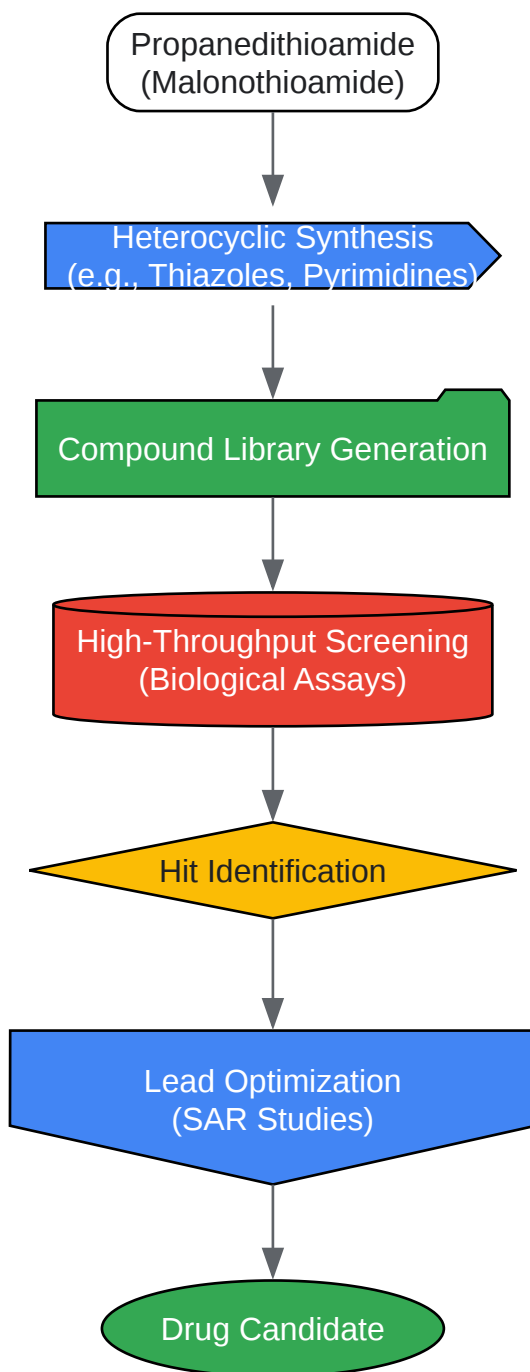 Propanedithioamide
(Malonothioamide)
Heterocyclic Synthesis
(e.g., Thiazoles, Pyrimidines)
Compound Library Generation
High-Throughput Screening
(Biological Assays)
Hit Identification
Lead Optimization
(SAR Studies)
Drug Candidate